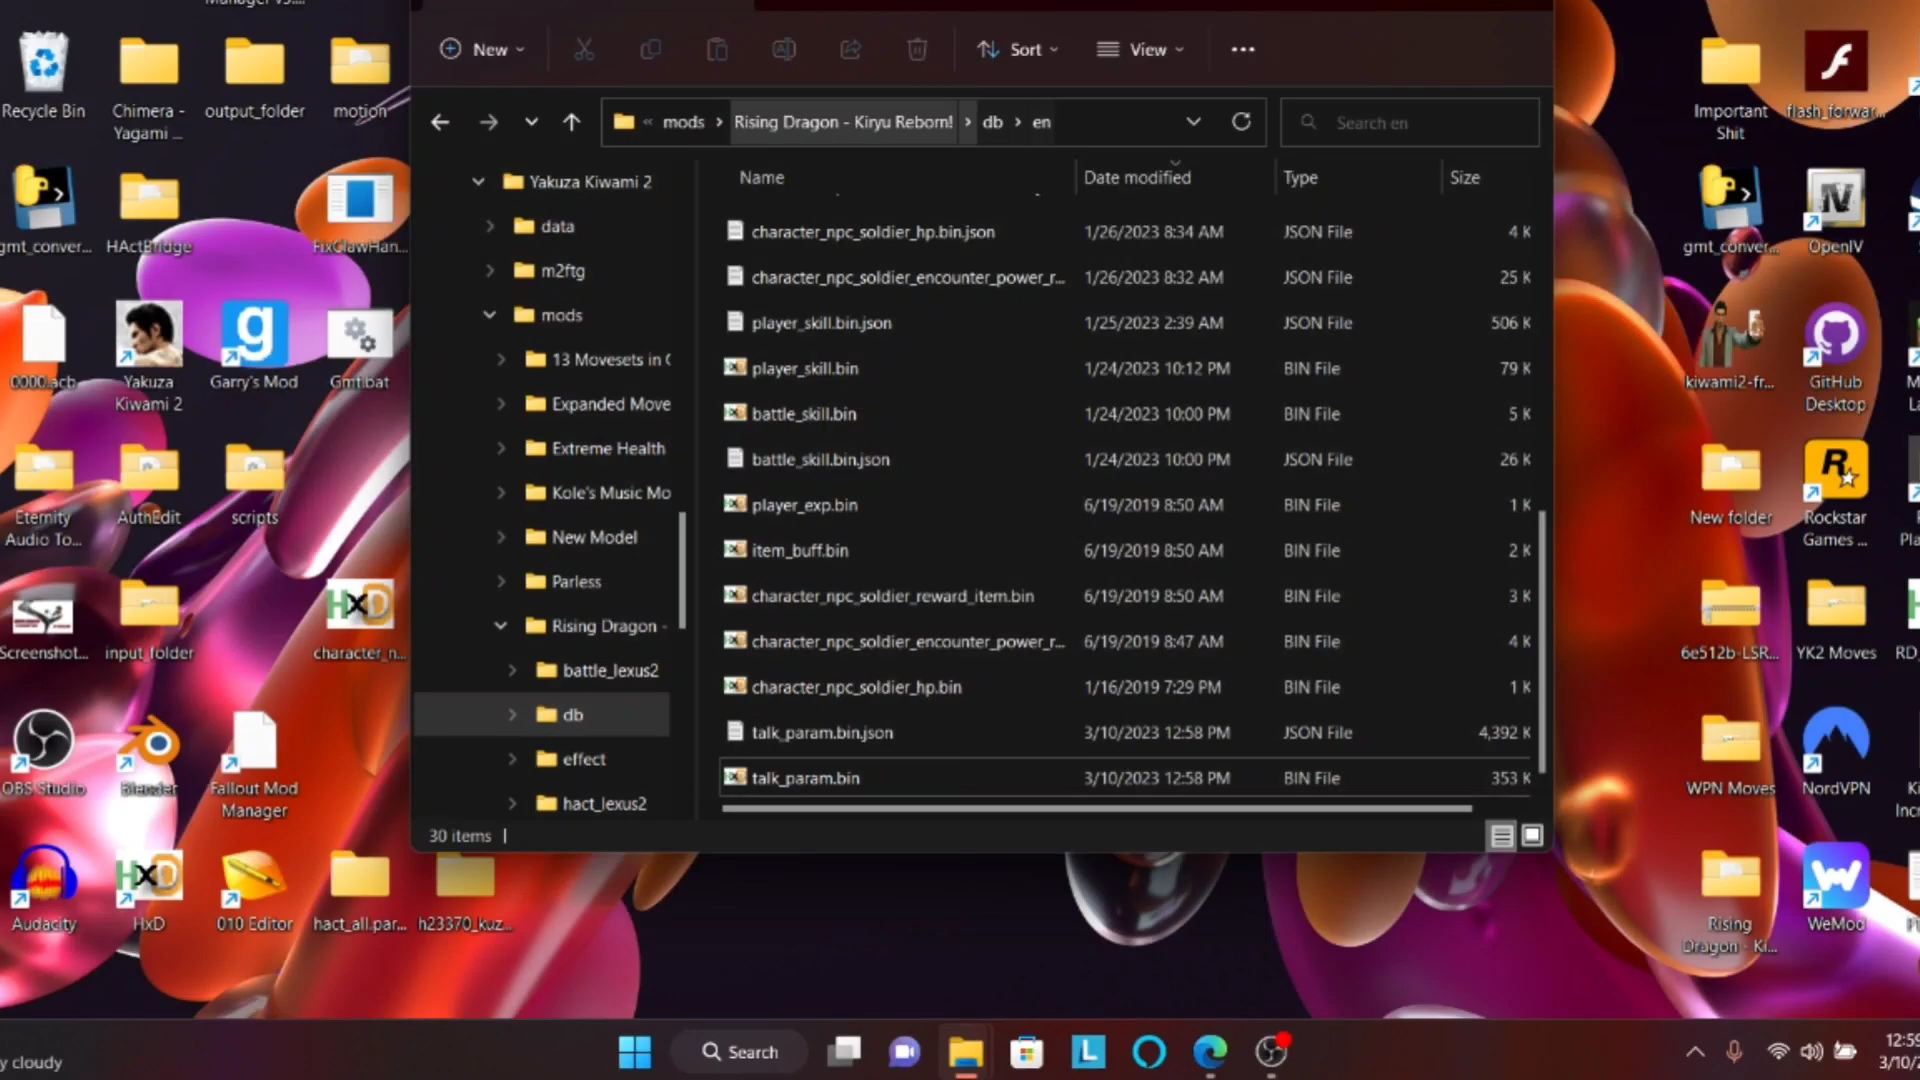 New
Sort
View
« mods > Rising Dragon - Kiryu Reborn! > db > en
Search en
Name
Date modified
Type
Size
character_npc_soldier_hp.bin.json 1/26/2023 8:34 AM JSON File 4 K
character_npc_soldier_encounter_power_r... 1/26/2023 8:32 AM JSON File 25 K
player_skill.bin.json 1/25/2023 2:39 AM JSON File 506 K
player_skill.bin 1/24/2023 10:12 PM BIN File 79 K
battle_skill.bin 1/24/2023 10:00 PM BIN File 5 K
battle_skill.bin.json 1/24/2023 10:00 PM JSON File 26 K
player_exp.bin 6/19/2019 8:50 AM BIN File 1 K
item_buff.bin 6/19/2019 8:50 AM BIN File 2 K
character_npc_soldier_reward_item.bin 6/19/2019 8:50 AM BIN File 3 K
character_npc_soldier_encounter_power_r... 6/19/2019 8:47 AM BIN File 4 K
character_npc_soldier_hp.bin 1/16/2019 7:29 PM BIN File 1 K
talk_param.bin.json 3/10/2023 12:58 PM JSON File 4,392 K
talk_param.bin 3/10/2023 12:58 PM BIN File 353 K
Yakuza Kiwami 2
data
m2ftg
mods
13 Movesets in
Expanded Move
Extreme Health
Kole's Music Mo
New Model
Parless
Rising Dragon -
battle_lexus2
db
effect
hact_lexus2
30 items
Recycle Bin
Chimera -
Yagami ...
output_folder
motion
gmt_conver...
HActBridge
FixClawHan...
0000.acb
Yakuza
Kiwami 2
Garry's Mod
Gmt.bat
Eternity
Audio To...
AuthEdit
scripts
Screenshot...
input_folder
HxD
character_n...
OBS Studio
Blender
Fallout Mod
Manager
Audacity
HxD
HxD
010 Editor
hact_all.par...
h23370_kuz...
Important
Shit
flash_forwar...
gmt_conver...
OpenIV
kiwami2-fr...
GitHub
Desktop
New folder
Rockstar
Games ...
6e512b-LSR...
YK2 Moves
WPN Moves
NordVPN
Rising
Dragon - Ki...
WeMod
y cloudy
Search
12:59
3/10/